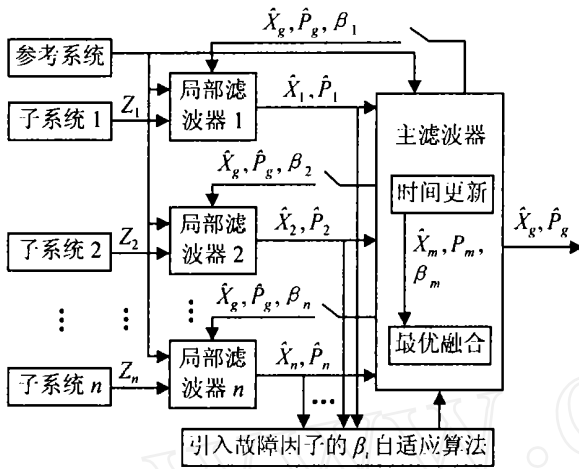 X̂g, P̂g, β1
参考系统
局部滤
波器 1
子系统 1
Z1
X̂1, P̂1
主滤波器
X̂g, P̂g, β2
时间更新
局部滤
波器 2
子系统 2
Z2
X̂2, P̂2
X̂m, Pm,
βm
X̂g, P̂g
⋮ ⋮ ⋮
X̂g, P̂g, βn
最优融合
局部滤
波器 n
子系统 n
Zn
X̂n, P̂n
...
引入故障因子的 βi 自适应算法